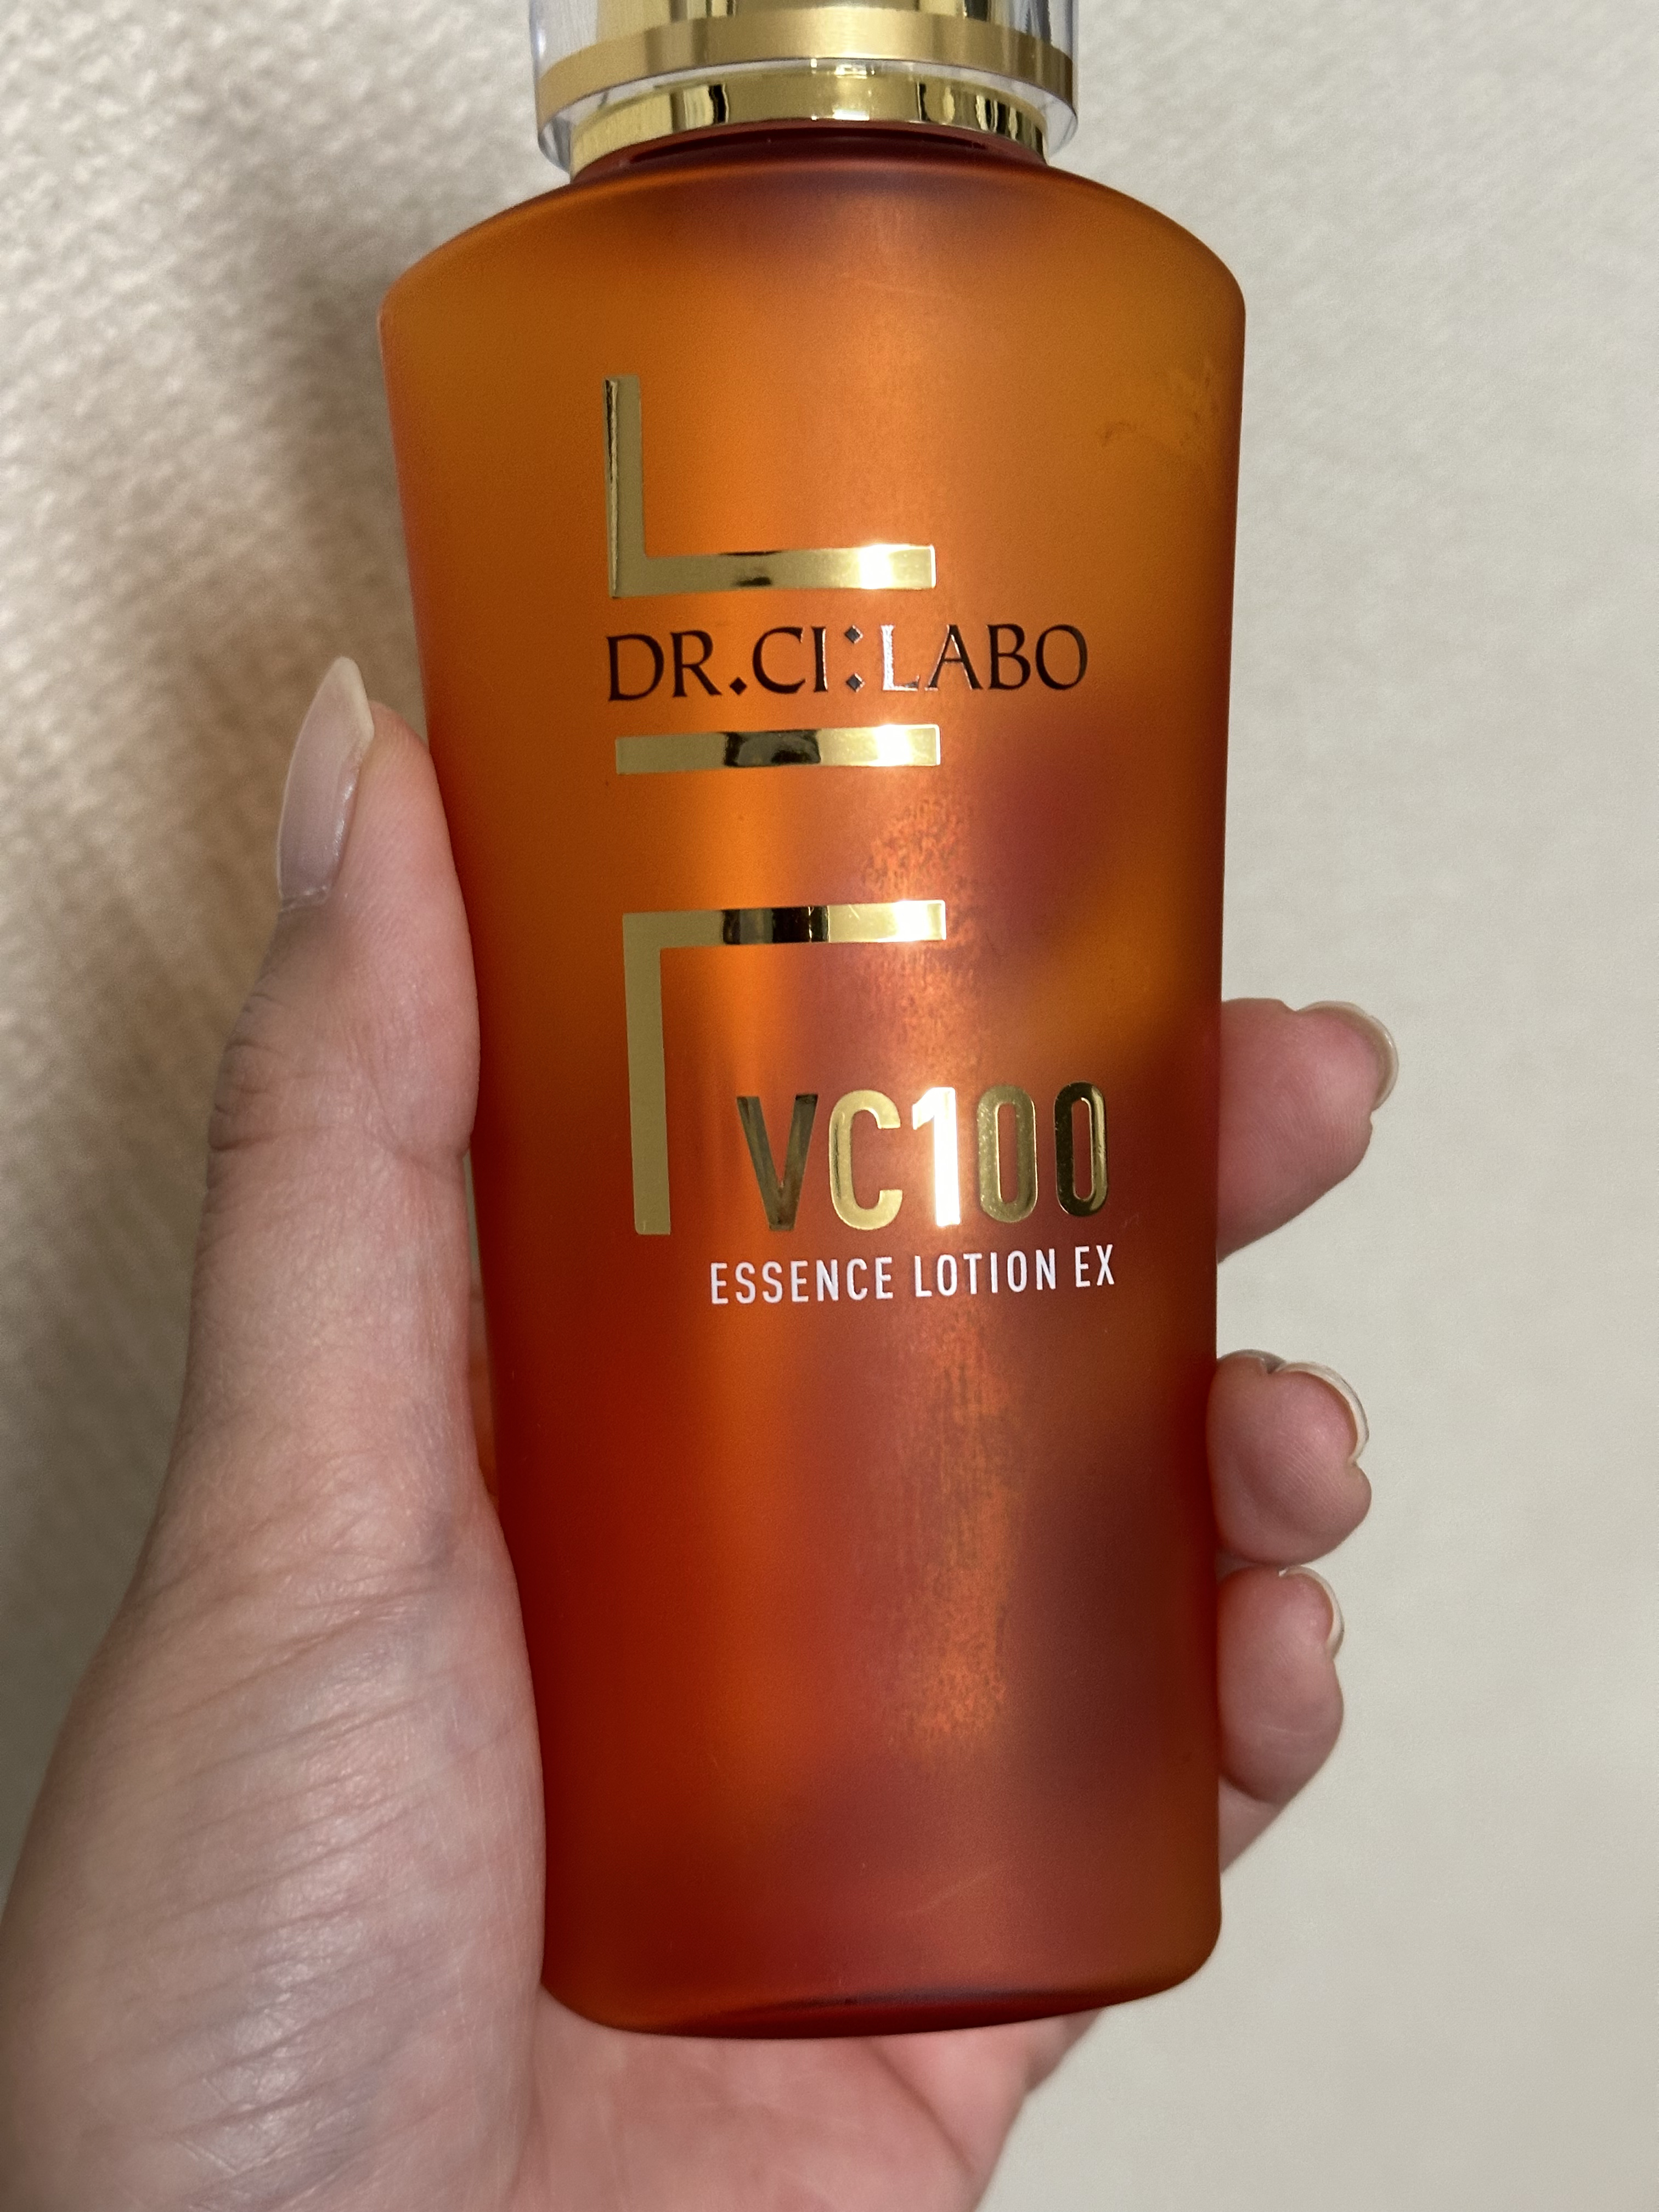 DR.CI:LABO
VC100
ESSENCE LOTION EX